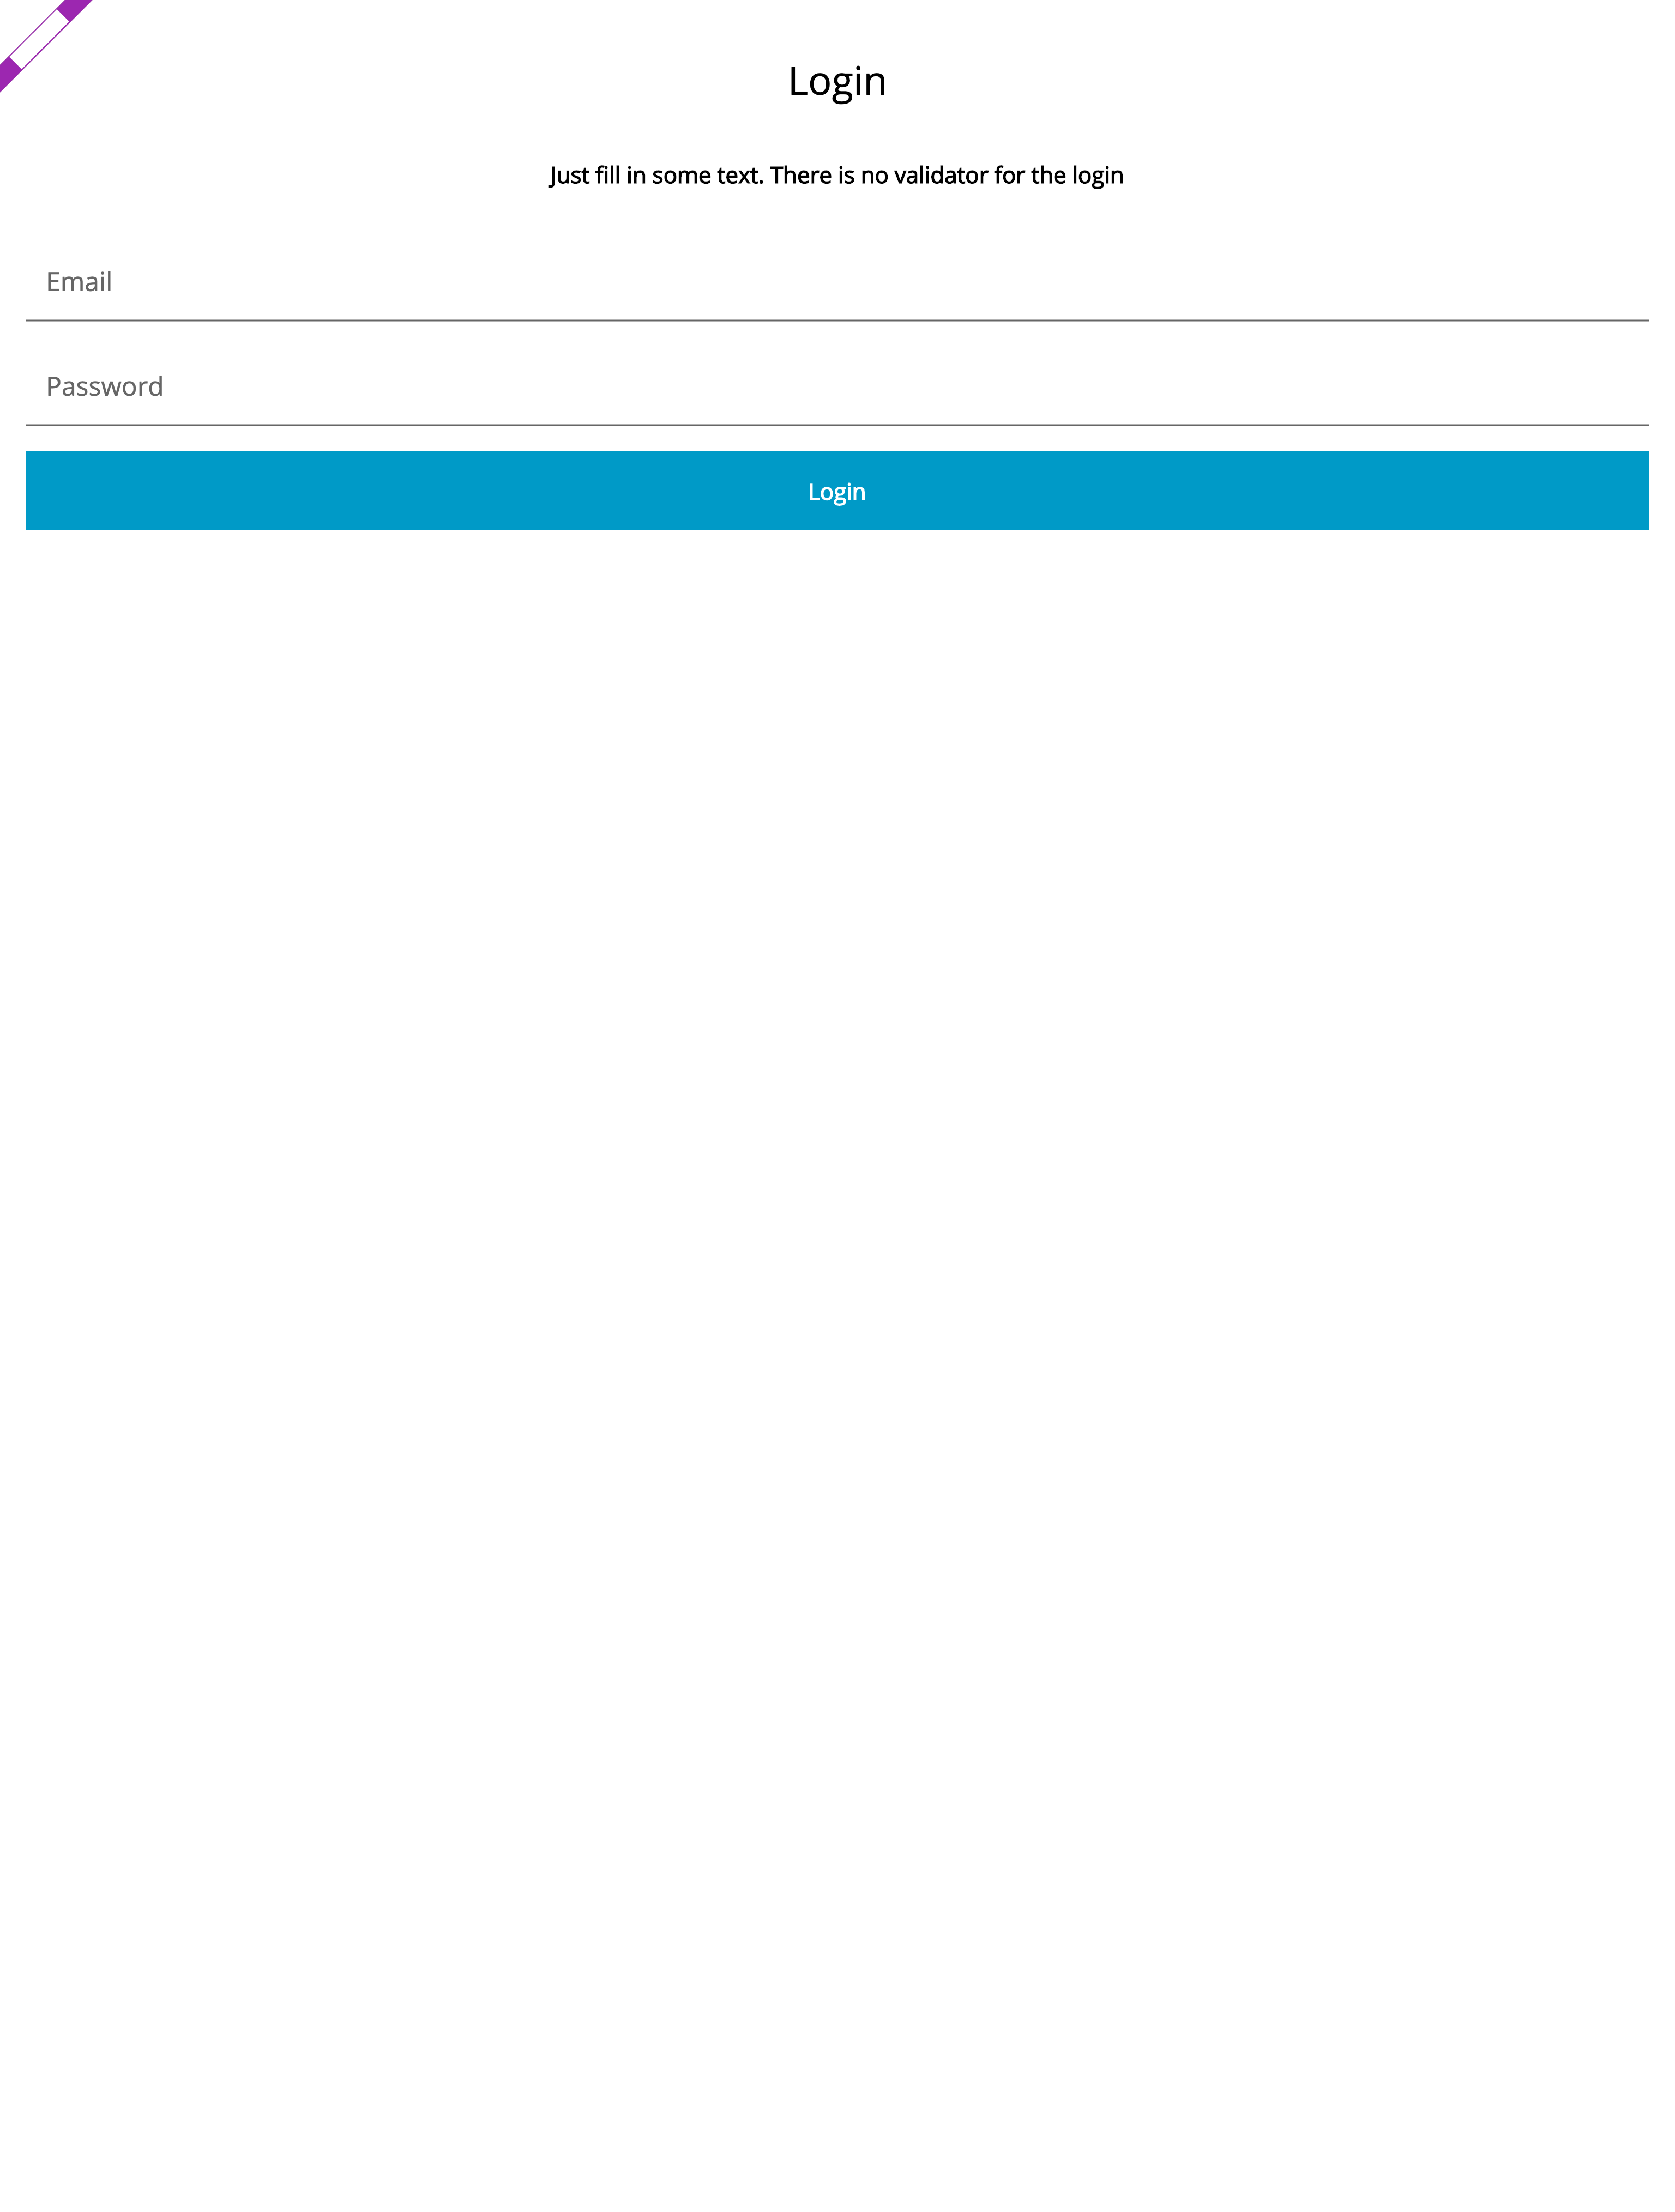 Login
Just fill in some text. There is no validator for the login
Email
Password
Login